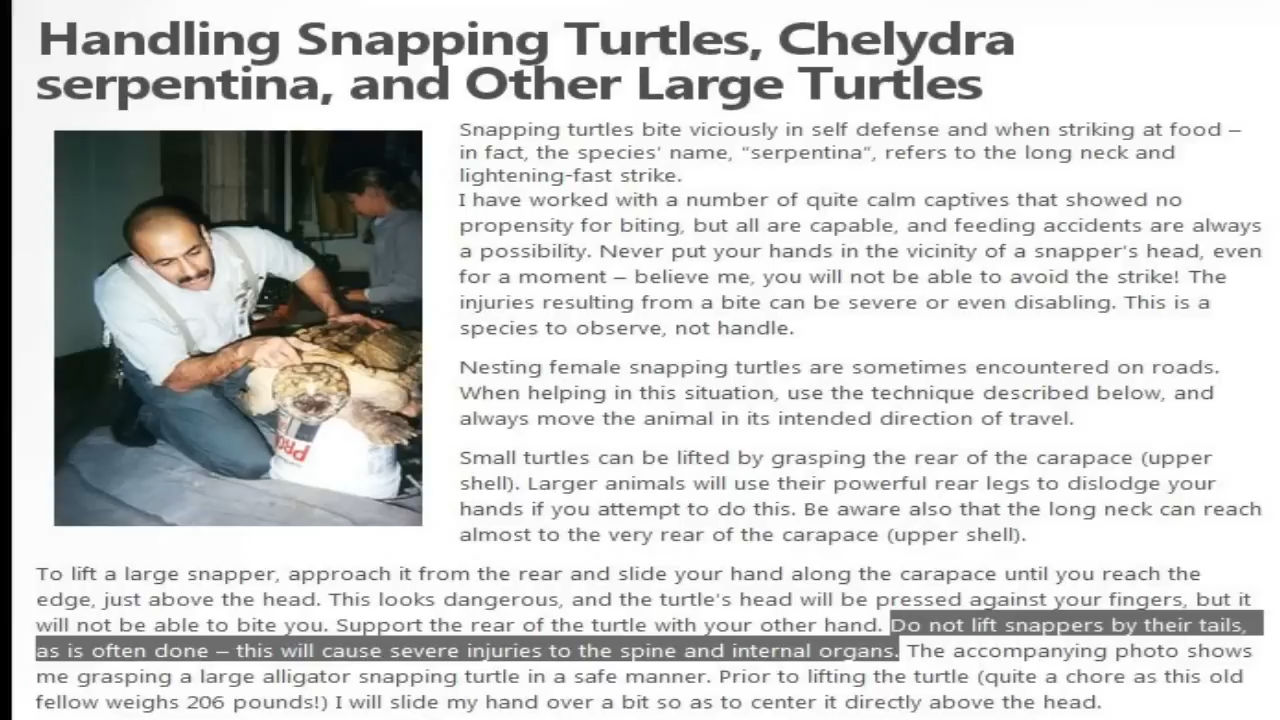 Handling Snapping Turtles, Chelydra
serpentina, and Other Large Turtles
Snapping turtles bite viciously in self defense and when striking at food –
in fact, the species' name, "serpentina", refers to the long neck and
lightening-fast strike.
I have worked with a number of quite calm captives that showed no
propensity for biting, but all are capable, and feeding accidents are always
a possibility. Never put your hands in the vicinity of a snapper's head, even
for a moment – believe me, you will not be able to avoid the strike! The
injuries resulting from a bite can be severe or even disabling. This is a
species to observe, not handle.
Nesting female snapping turtles are sometimes encountered on roads.
When helping in this situation, use the technique described below, and
always move the animal in its intended direction of travel.
Small turtles can be lifted by grasping the rear of the carapace (upper
shell). Larger animals will use their powerful rear legs to dislodge your
hands if you attempt to do this. Be aware also that the long neck can reach
almost to the very rear of the carapace (upper shell).
To lift a large snapper, approach it from the rear and slide your hand along the carapace until you reach the
edge, just above the head. This looks dangerous, and the turtle's head will be pressed against your fingers, but it
will not be able to bite you. Support the rear of the turtle with your other hand. Do not lift snappers by their tails,
as is often done – this will cause severe injuries to the spine and internal organs. The accompanying photo shows
me grasping a large alligator snapping turtle in a safe manner. Prior to lifting the turtle (quite a chore as this old
fellow weighs 206 pounds!) I will slide my hand over a bit so as to center it directly above the head.